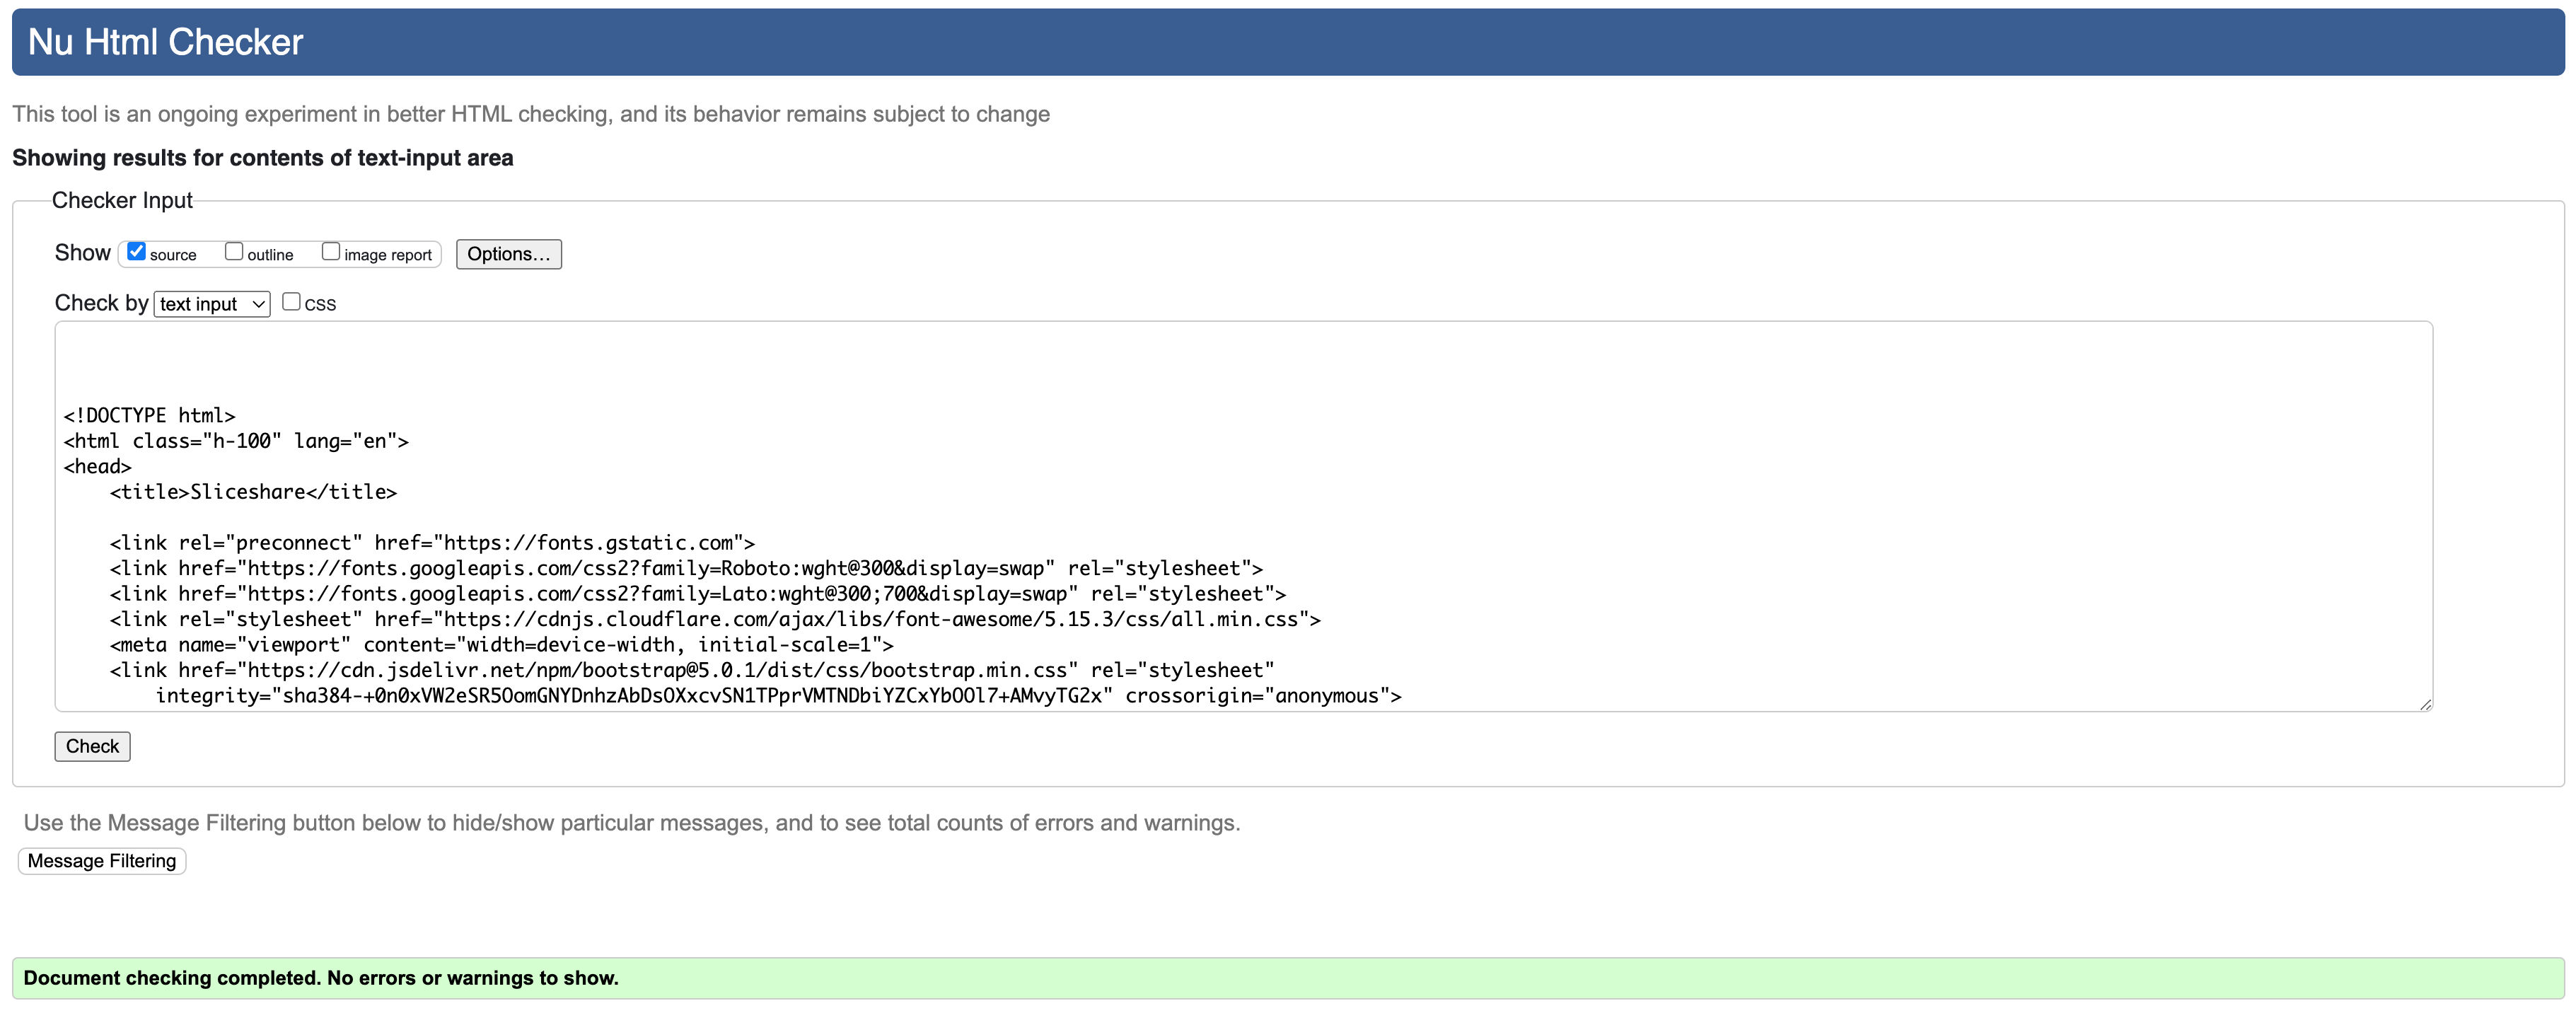 Nu Html Checker
This tool is an ongoing experiment in better HTML checking, and its behavior remains subject to change
Showing results for contents of text-input area
Checker Input
Show source outline image report Options...
Check by text input CSS
<!DOCTYPE html>
<html class="h-100" lang="en">
<head>
    <title>Sliceshare</title>
    <link rel="preconnect" href="https://fonts.gstatic.com">
    <link href="https://fonts.googleapis.com/css2?family=Roboto:wght@300&display=swap" rel="stylesheet">
    <link href="https://fonts.googleapis.com/css2?family=Lato:wght@300;700&display=swap" rel="stylesheet">
    <link rel="stylesheet" href="https://cdnjs.cloudflare.com/ajax/libs/font-awesome/5.15.3/css/all.min.css">
    <meta name="viewport" content="width=device-width, initial-scale=1">
    <link href="https://cdn.jsdelivr.net/npm/bootstrap@5.0.1/dist/css/bootstrap.min.css" rel="stylesheet"
        integrity="sha384-+0n0xVW2eSR5OomGNYDnhzAbDsOXxcvSN1TPprVMTNDbiYZCxYbOOl7+AMvyTG2x" crossorigin="anonymous">
Check
Use the Message Filtering button below to hide/show particular messages, and to see total counts of errors and warnings.
Message Filtering
Document checking completed. No errors or warnings to show.